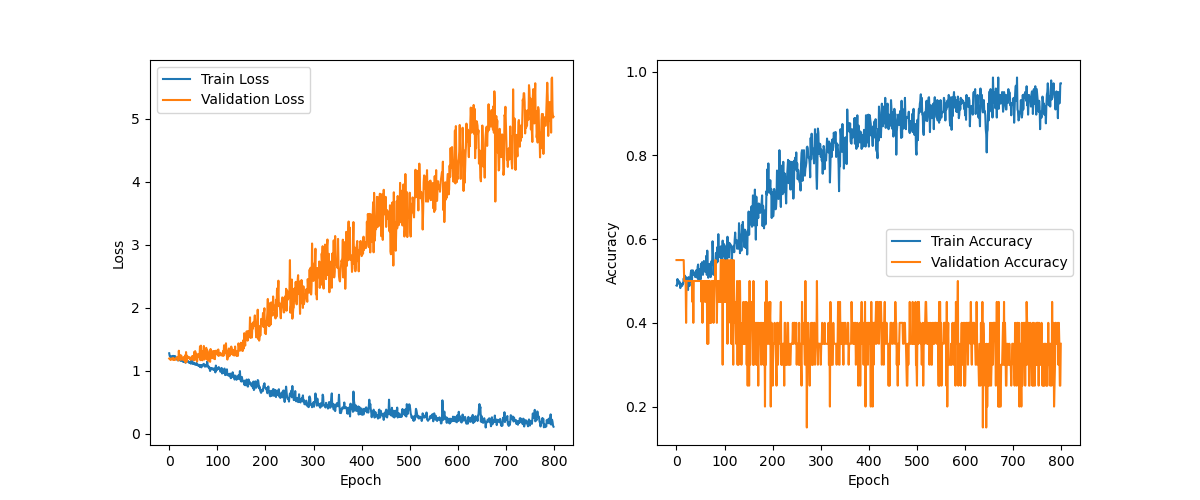 Train Loss
Validation Loss
5
4
3
2
1
0
Loss
0 100 200 300 400 500 600 700 800
Epoch
1.0
0.8
0.6
0.4
0.2
Accuracy
Train Accuracy
Validation Accuracy
0 100 200 300 400 500 600 700 800
Epoch